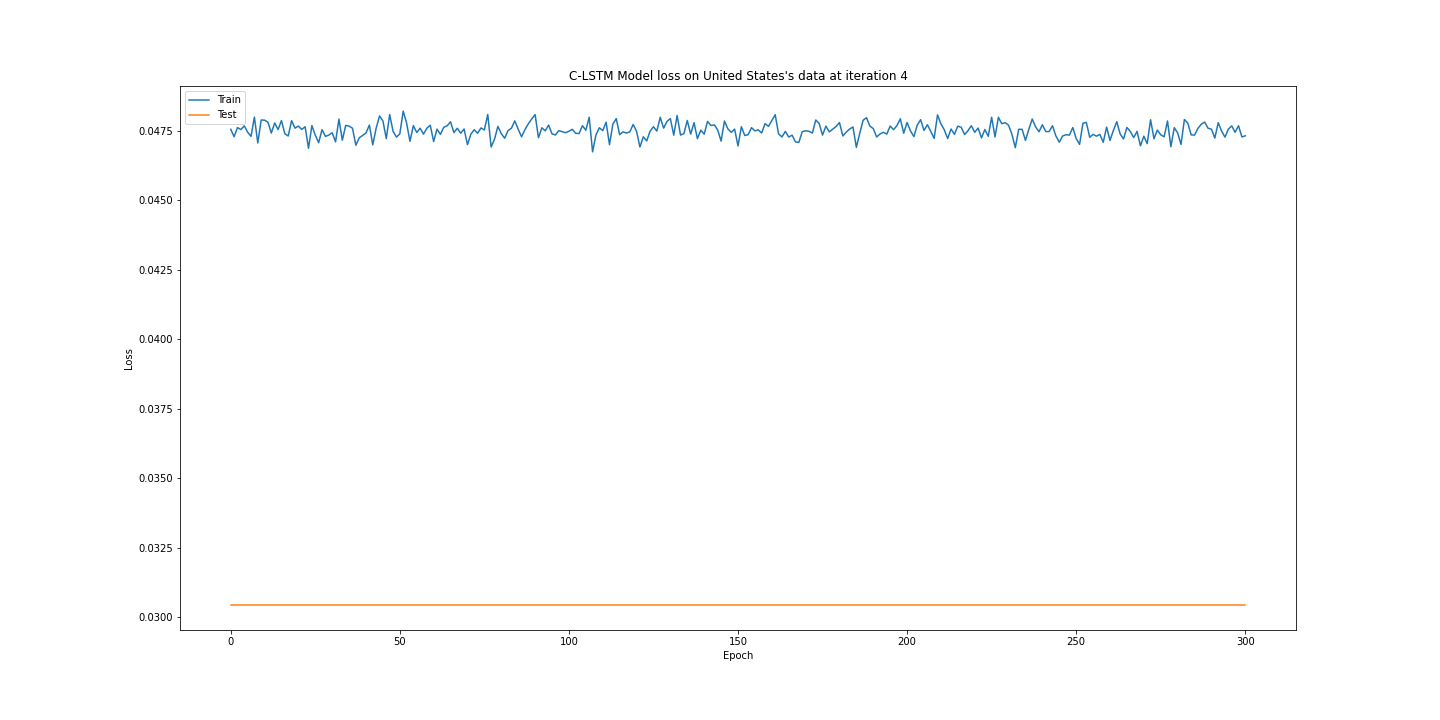 C-LSTM Model loss on United States's data at iteration 4
Train
Test
0.0475
0.0450
0.0425
0.0400
0.0375
0.0350
0.0325
0.0300
Loss
0 50 100 150 200 250 300
Epoch